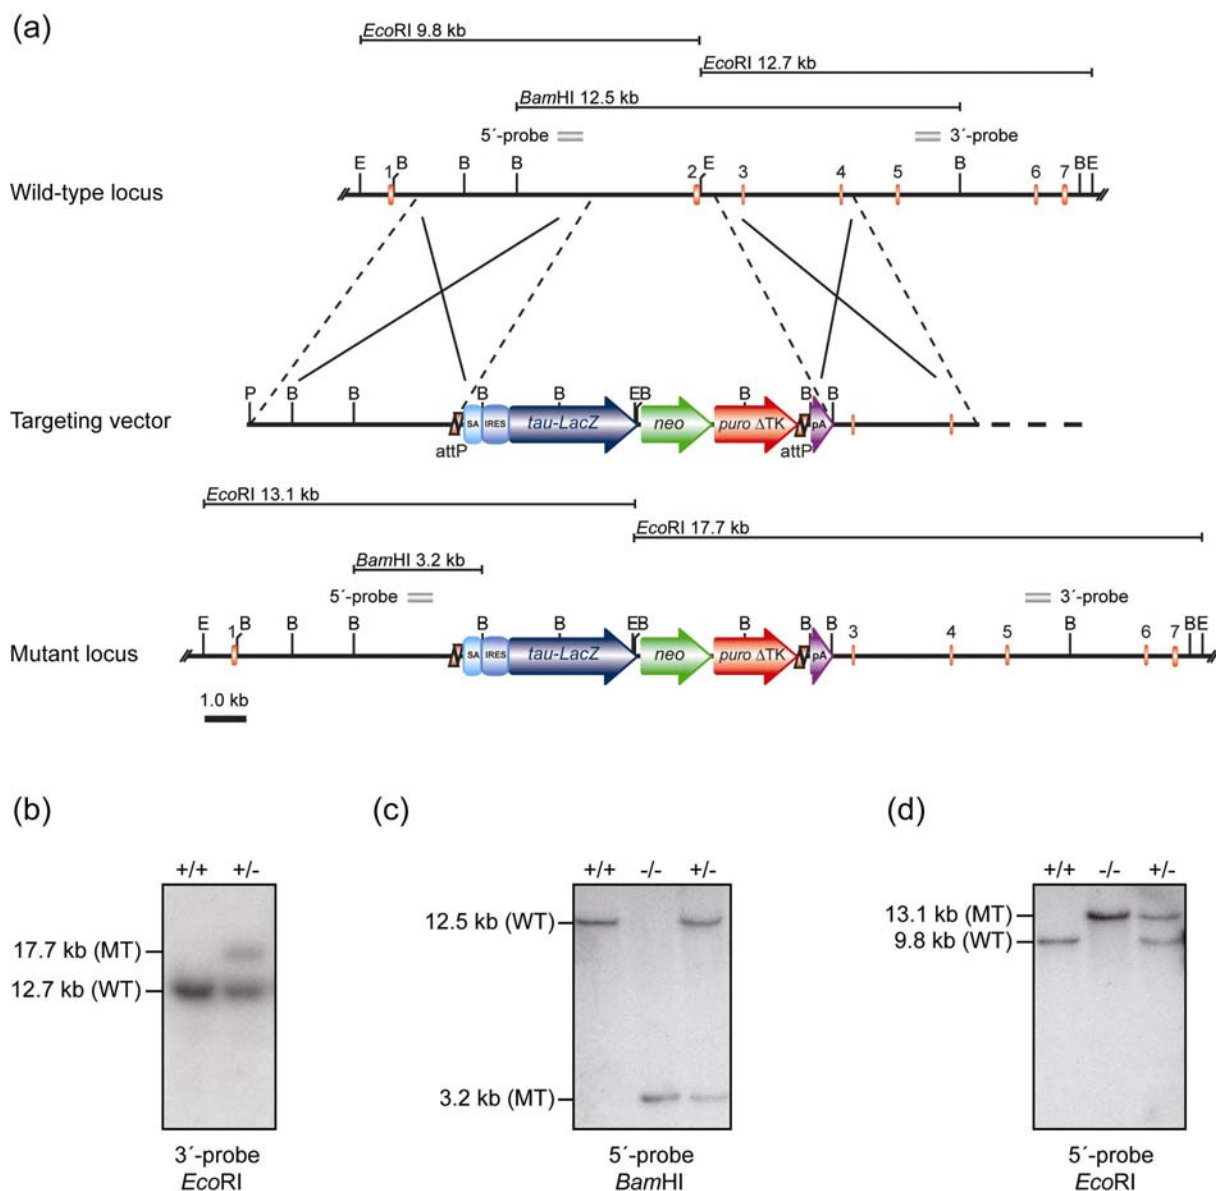 (a)
EcoRI 9.8 kb
EcoRI 12.7 kb
BamHI 12.5 kb
5´-probe 3´-probe
E 1 B B B 2 E 3 4 5 B 6 7 B E
Wild-type locus
P B B B B EB B B B
Targeting vector SA IRES tau-LacZ neo puro ΔTK pA
attP attP
EcoRI 13.1 kb
EcoRI 17.7 kb
BamHI 3.2 kb
5´-probe 3´-probe
E 1 B B B B B EB B B B 3 4 5 B 6 7 B E
Mutant locus SA IRES tau-LacZ neo puro ΔTK pA
1.0 kb
(b)
+/+ +/-
17.7 kb (MT)
12.7 kb (WT)
3´-probe
EcoRI
(c)
+/+ -/- +/-
12.5 kb (WT)
3.2 kb (MT)
5´-probe
BamHI
(d)
+/+ -/- +/-
13.1 kb (MT)
9.8 kb (WT)
5´-probe
EcoRI